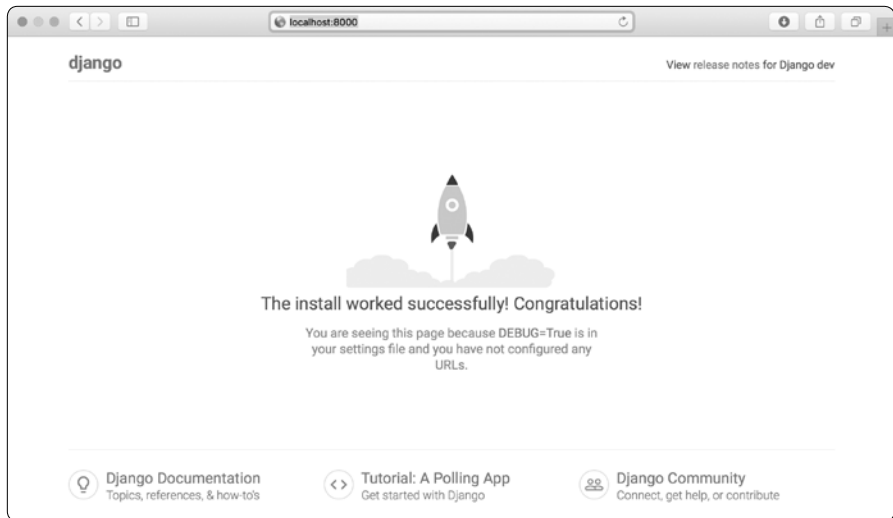 localhost:8000
django
View release notes for Django dev
The install worked successfully! Congratulations!
You are seeing this page because DEBUG=True is in
your settings file and you have not configured any
URLs.
Django Documentation
Topics, references, & how-to's
Tutorial: A Polling App
Get started with Django
Django Community
Connect, get help, or contribute